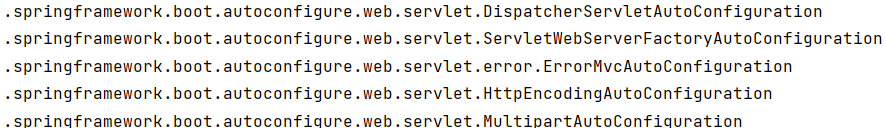 .springframework.boot.autoconfigure.web.servlet.DispatcherServletAutoConfiguration
.springframework.boot.autoconfigure.web.servlet.ServletWebServerFactoryAutoConfiguration
.springframework.boot.autoconfigure.web.servlet.error.ErrorMvcAutoConfiguration
.springframework.boot.autoconfigure.web.servlet.HttpEncodingAutoConfiguration
.springframework.boot.autoconfigure.web.servlet.MultipartAutoConfiguration